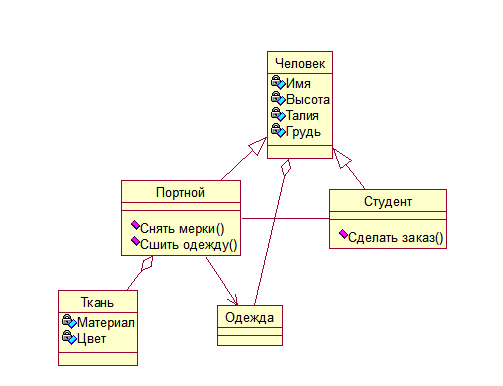 Человек
Имя
Высота
Талия
Грудь
Портной
Снять мерки()
Сшить одежду()
Студент
Сделать заказ()
Ткань
Материал
Цвет
Одежда